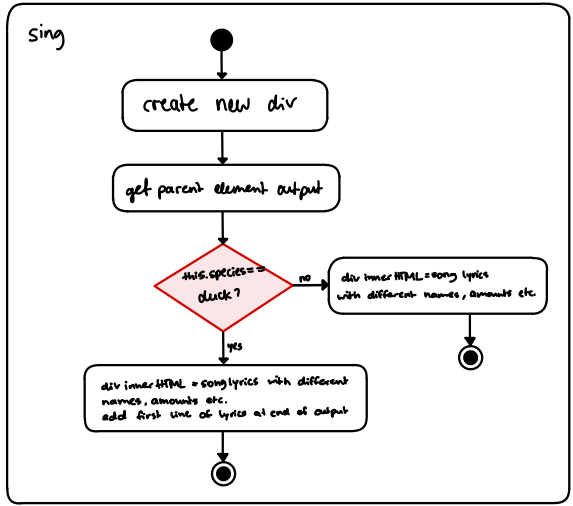 sing
create new div
get parent element output
this.species==
duck?
no
div innerHTML = song lyrics
with different names, amounts etc.
yes
div innerHTML = song lyrics with different
names, amounts etc.
add first line of lyrics at end of output